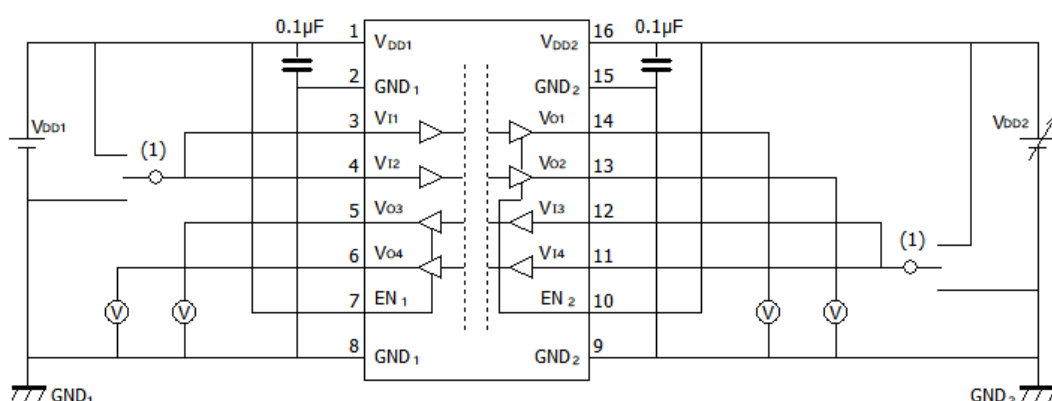 0.1µF 1 16 0.1µF
VDD1 VDD2
2 15
GND1 GND2
VDD1 3 VI1 VO1 14 VDD2
(1) 4 VI2 VO2 13
5 VO3 VI3 12 (1)
6 VO4 VI4 11
V V 7 EN1 EN2 10 V V
8 GND1 GND2 9
GND1 GND2